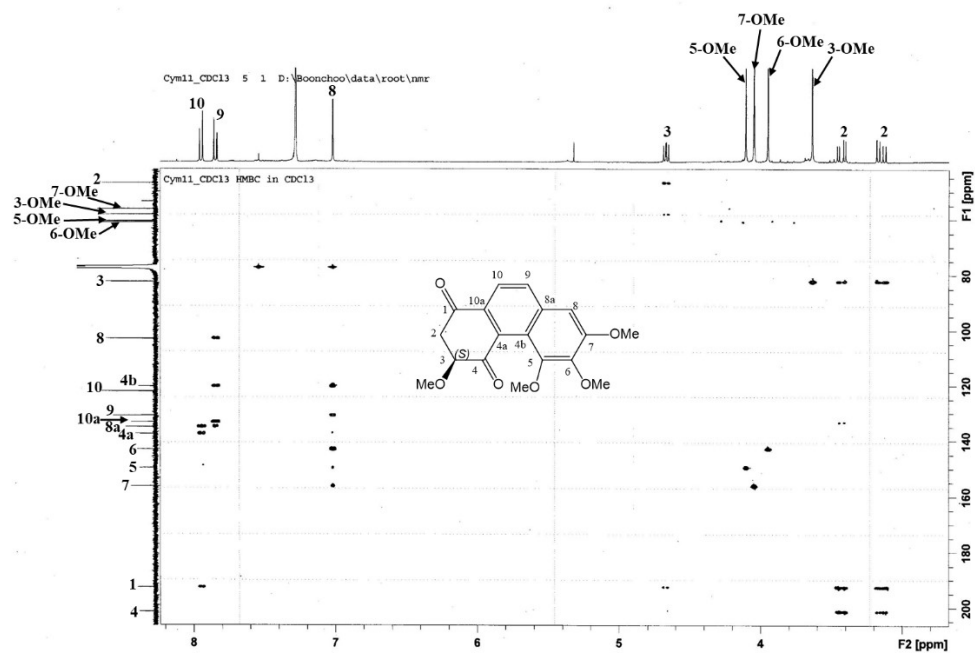 7-OMe
5-OMe
6-OMe
3-OMe
Cym11_CDCl3 5 1 D:\Boonchoo\data\root\nmr
10
9
8
3
2
2
Cym11_CDCl3 HMBC in CDCl3
2
7-OMe
3-OMe
5-OMe
6-OMe
3
8
4b
10
9
10a
8a
4a
6
5
7
1
4
O
10
9
1
10a
8a
8
2
4a
4b
7
OMe
3
(S)
4
5
6
MeO
O
MeO
OMe
F1 [ppm]
60
80
100
120
140
160
180
200
8
7
6
5
4
F2 [ppm]